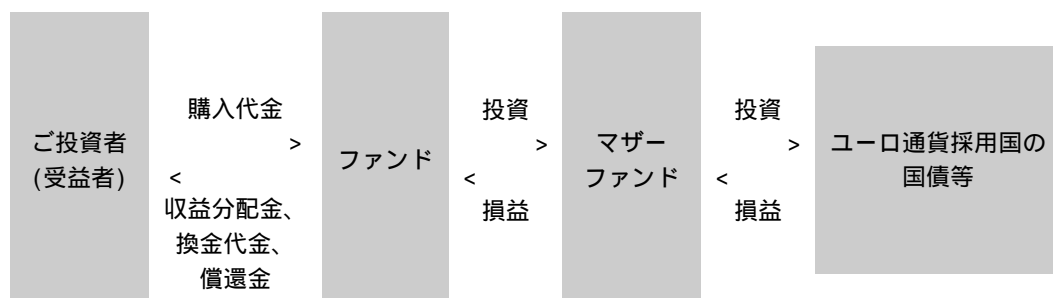 ご投資者
(受益者)
購入代金
>
<
収益分配金、
換金代金、
償還金
ファンド
投資
>
<
損益
マザー
ファンド
投資
>
<
損益
ユーロ通貨採用国の
国債等